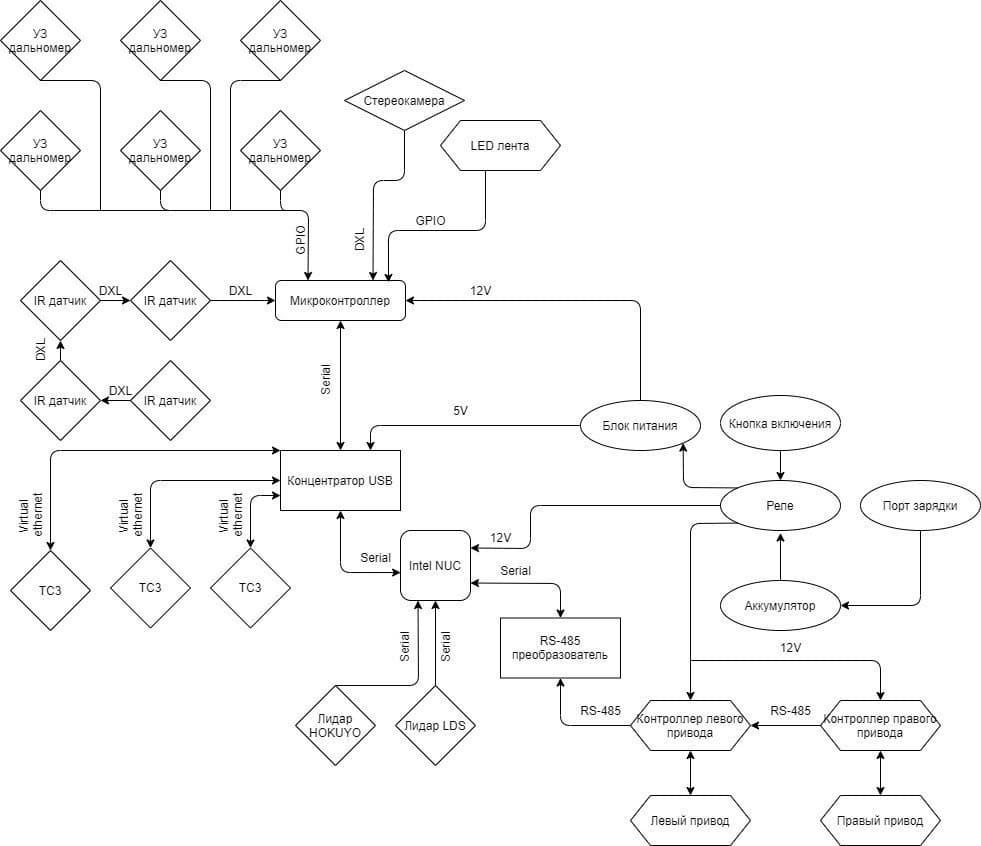 УЗ
дальномер
УЗ
дальномер
УЗ
дальномер
Стереокамера
LED лента
УЗ
дальномер
УЗ
дальномер
УЗ
дальномер
GPIO
DXL
GPIO
IR датчик
DXL
IR датчик
DXL
Микроконтроллер
12V
DXL
IR датчик
DXL
IR датчик
Serial
5V
Блок питания
Кнопка включения
Virtual
ethernet
Virtual
ethernet
Virtual
ethernet
Концентратор USB
Реле
Порт зарядки
12V
Serial
Intel NUC
Serial
ТС3
ТС3
ТС3
Аккумулятор
Serial
Serial
RS-485
преобразователь
12V
Лидар
HOKUYO
Лидар LDS
RS-485
Контроллер левого
привода
RS-485
Контроллер правого
привода
Левый привод
Правый привод